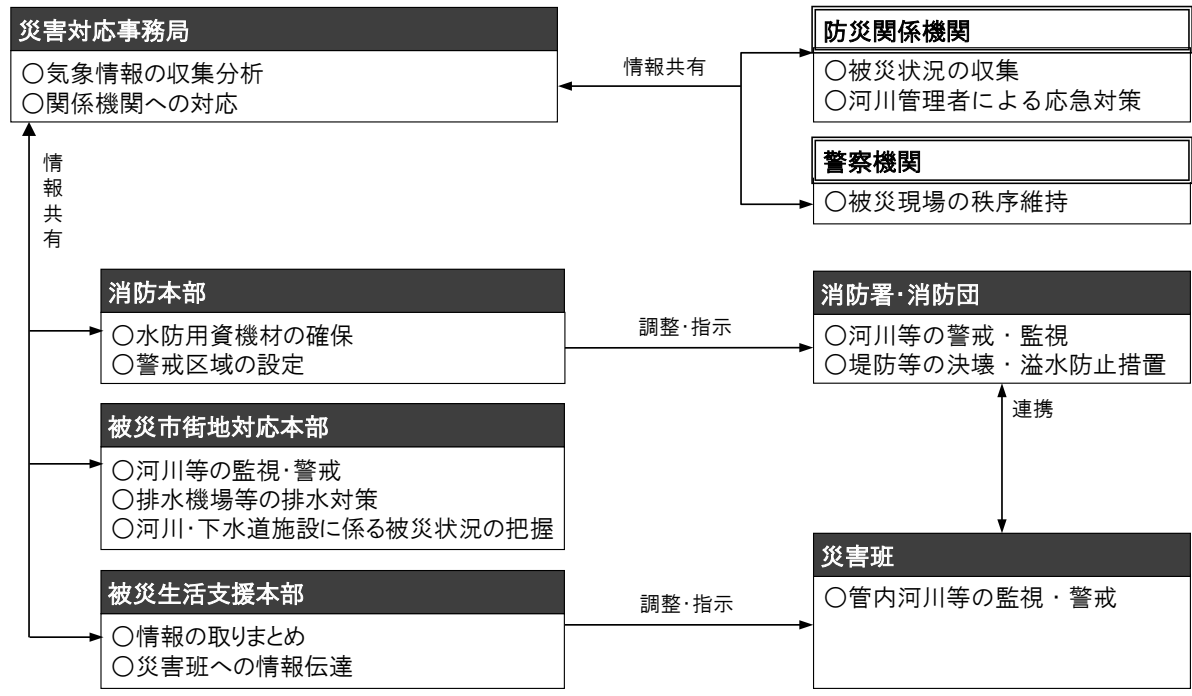 災害対応事務局
○気象情報の収集分析
○関係機関への対応
情報共有
防災関係機関
○被災状況の収集
○河川管理者による応急対策
警察機関
○被災現場の秩序維持
情
報
共
有
消防本部
○水防用資機材の確保
○警戒区域の設定
調整・指示
消防署・消防団
○河川等の警戒・監視
○堤防等の決壊・溢水防止措置
連携
被災市街地対応本部
○河川等の監視・警戒
○排水機場等の排水対策
○河川・下水道施設に係る被災状況の把握
被災生活支援本部
○情報の取りまとめ
○災害班への情報伝達
調整・指示
災害班
○管内河川等の監視・警戒